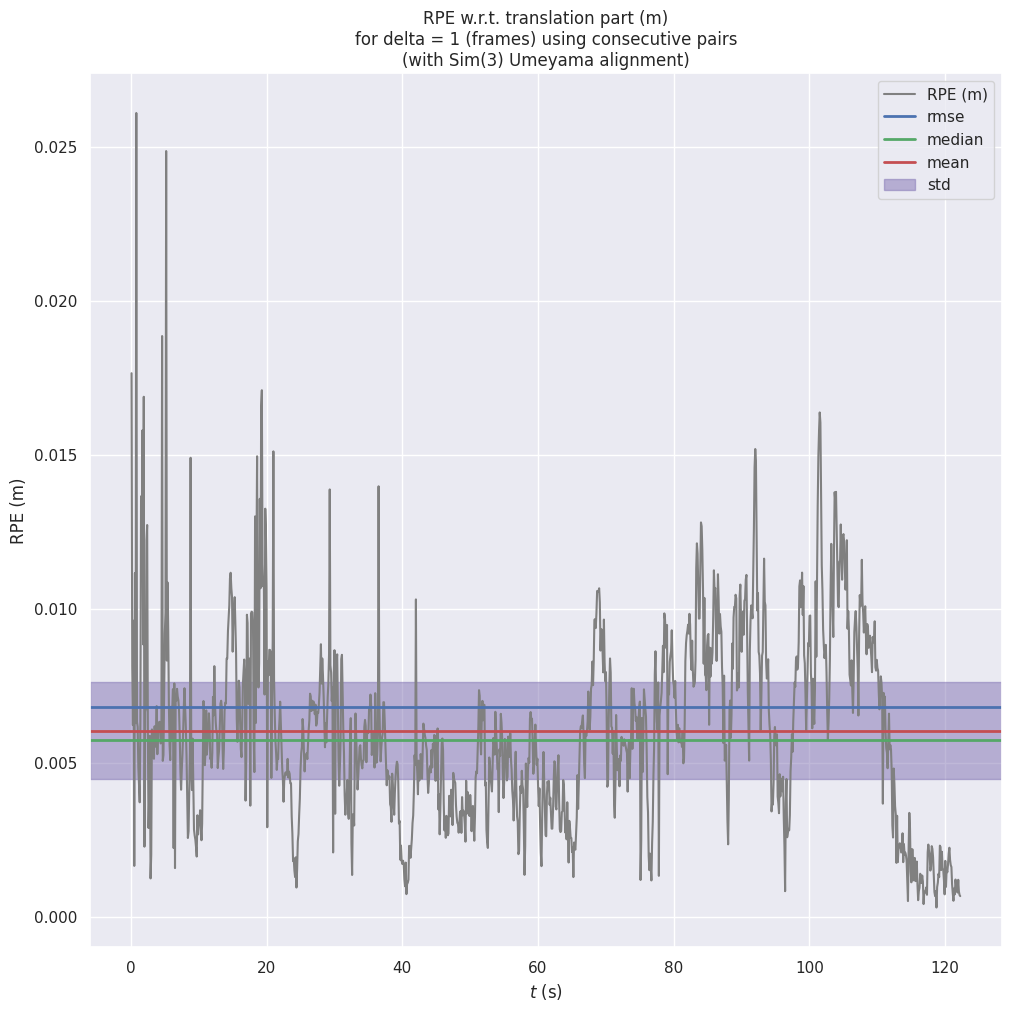 RPE w.r.t. translation part (m)
for delta = 1 (frames) using consecutive pairs
(with Sim(3) Umeyama alignment)
RPE (m)
rmse
median
mean
std
0.025
0.020
0.015
0.010
0.005
0.000
RPE (m)
0
20
40
60
80
100
120
t (s)